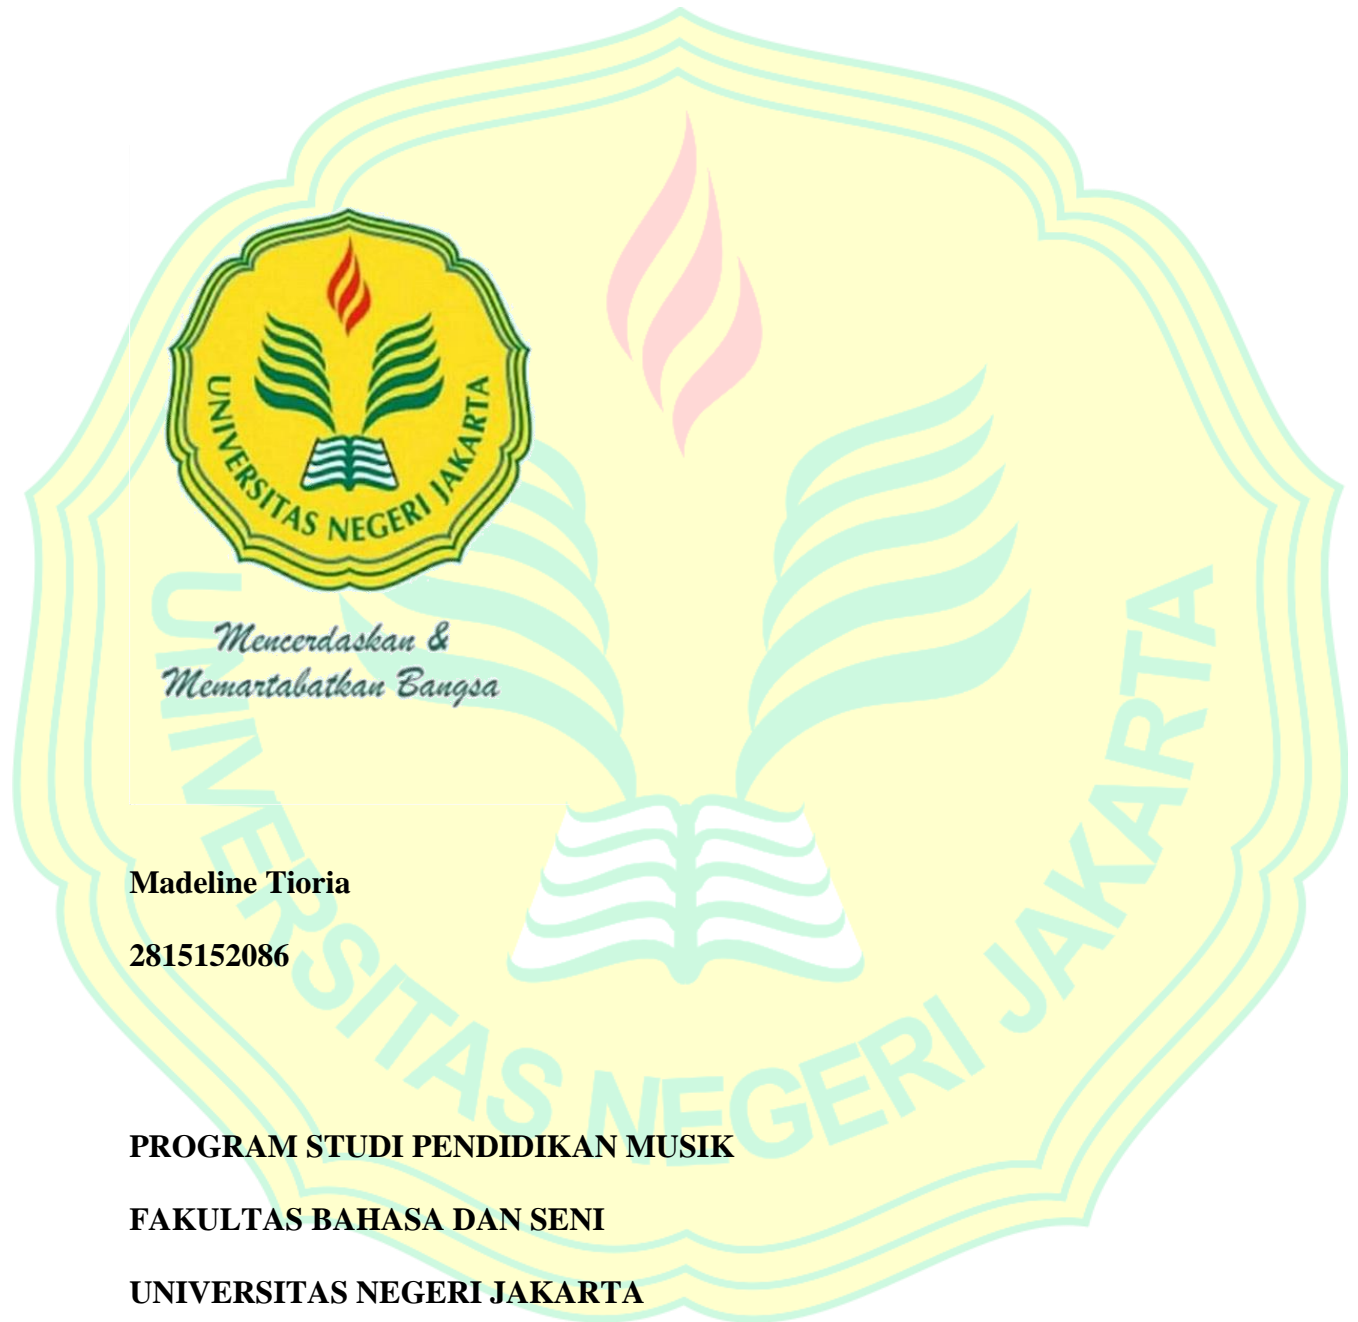 UNIVERSITAS NEGERI JAKARTA
Mencerdaskan &
Memartabatkan Bangsa
UNIVERSITAS NEGERI JAKARTA
Madeline Tioria
2815152086
PROGRAM STUDI PENDIDIKAN MUSIK
FAKULTAS BAHASA DAN SENI
UNIVERSITAS NEGERI JAKARTA